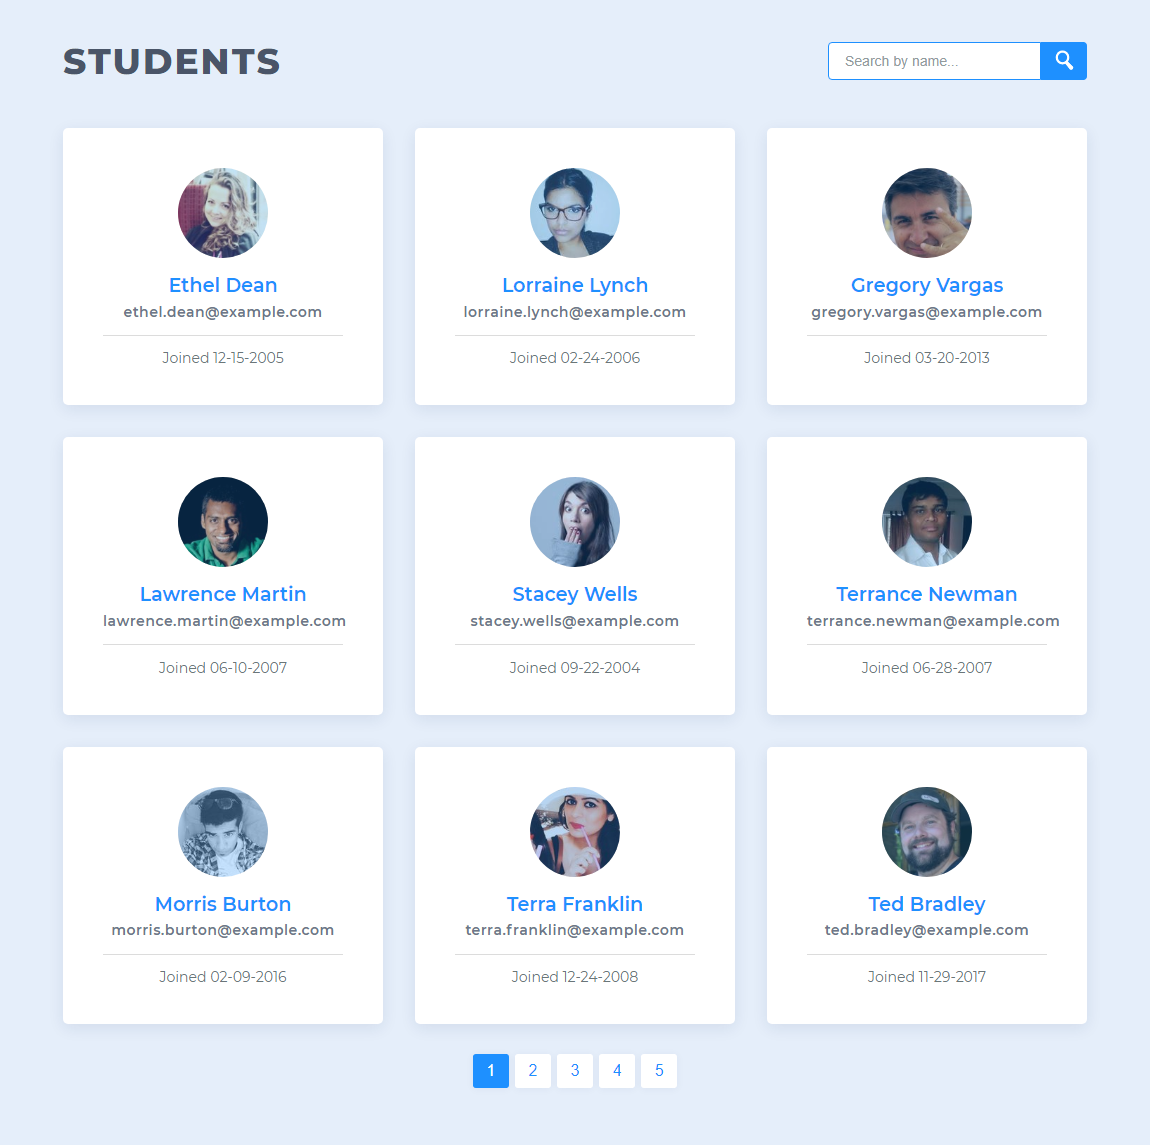 STUDENTS
Search by name...
Ethel Dean
ethel.dean@example.com
Joined 12-15-2005
Lorraine Lynch
lorraine.lynch@example.com
Joined 02-24-2006
Gregory Vargas
gregory.vargas@example.com
Joined 03-20-2013
Lawrence Martin
lawrence.martin@example.com
Joined 06-10-2007
Stacey Wells
stacey.wells@example.com
Joined 09-22-2004
Terrance Newman
terrance.newman@example.com
Joined 06-28-2007
Morris Burton
morris.burton@example.com
Joined 02-09-2016
Terra Franklin
terra.franklin@example.com
Joined 12-24-2008
Ted Bradley
ted.bradley@example.com
Joined 11-29-2017
1 2 3 4 5